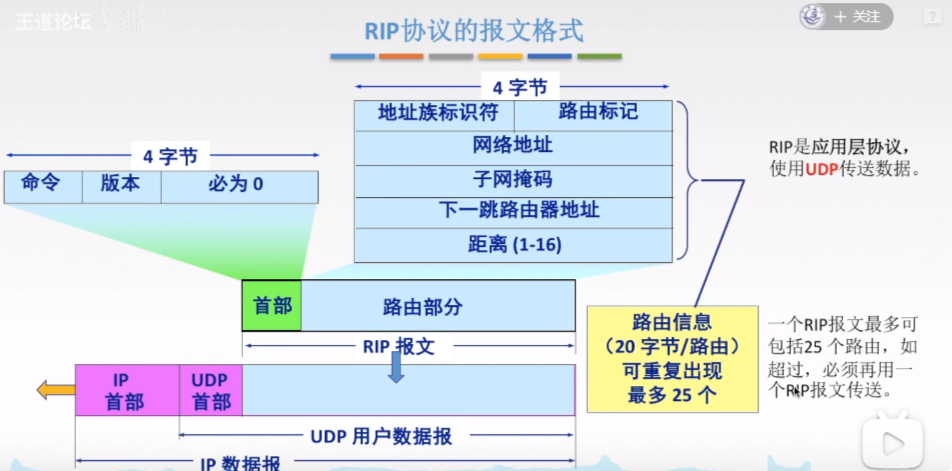 王道论坛
+ 关注
?
RIP协议的报文格式
4 字节
地址族标识符 路由标记
网络地址
子网掩码
下一跳路由器地址
距离 (1-16)
4 字节
命令 版本 必为 0
RIP是应用层协议，
使用UDP传送数据。
首部 路由部分
RIP 报文
路由信息
（20 字节/路由）
可重复出现
最多 25 个
一个RIP报文最多可
包括25 个路由，如
超过，必须再用一
个RIP报文传送。
IP
首部
UDP
首部
UDP 用户数据报
IP 数据报